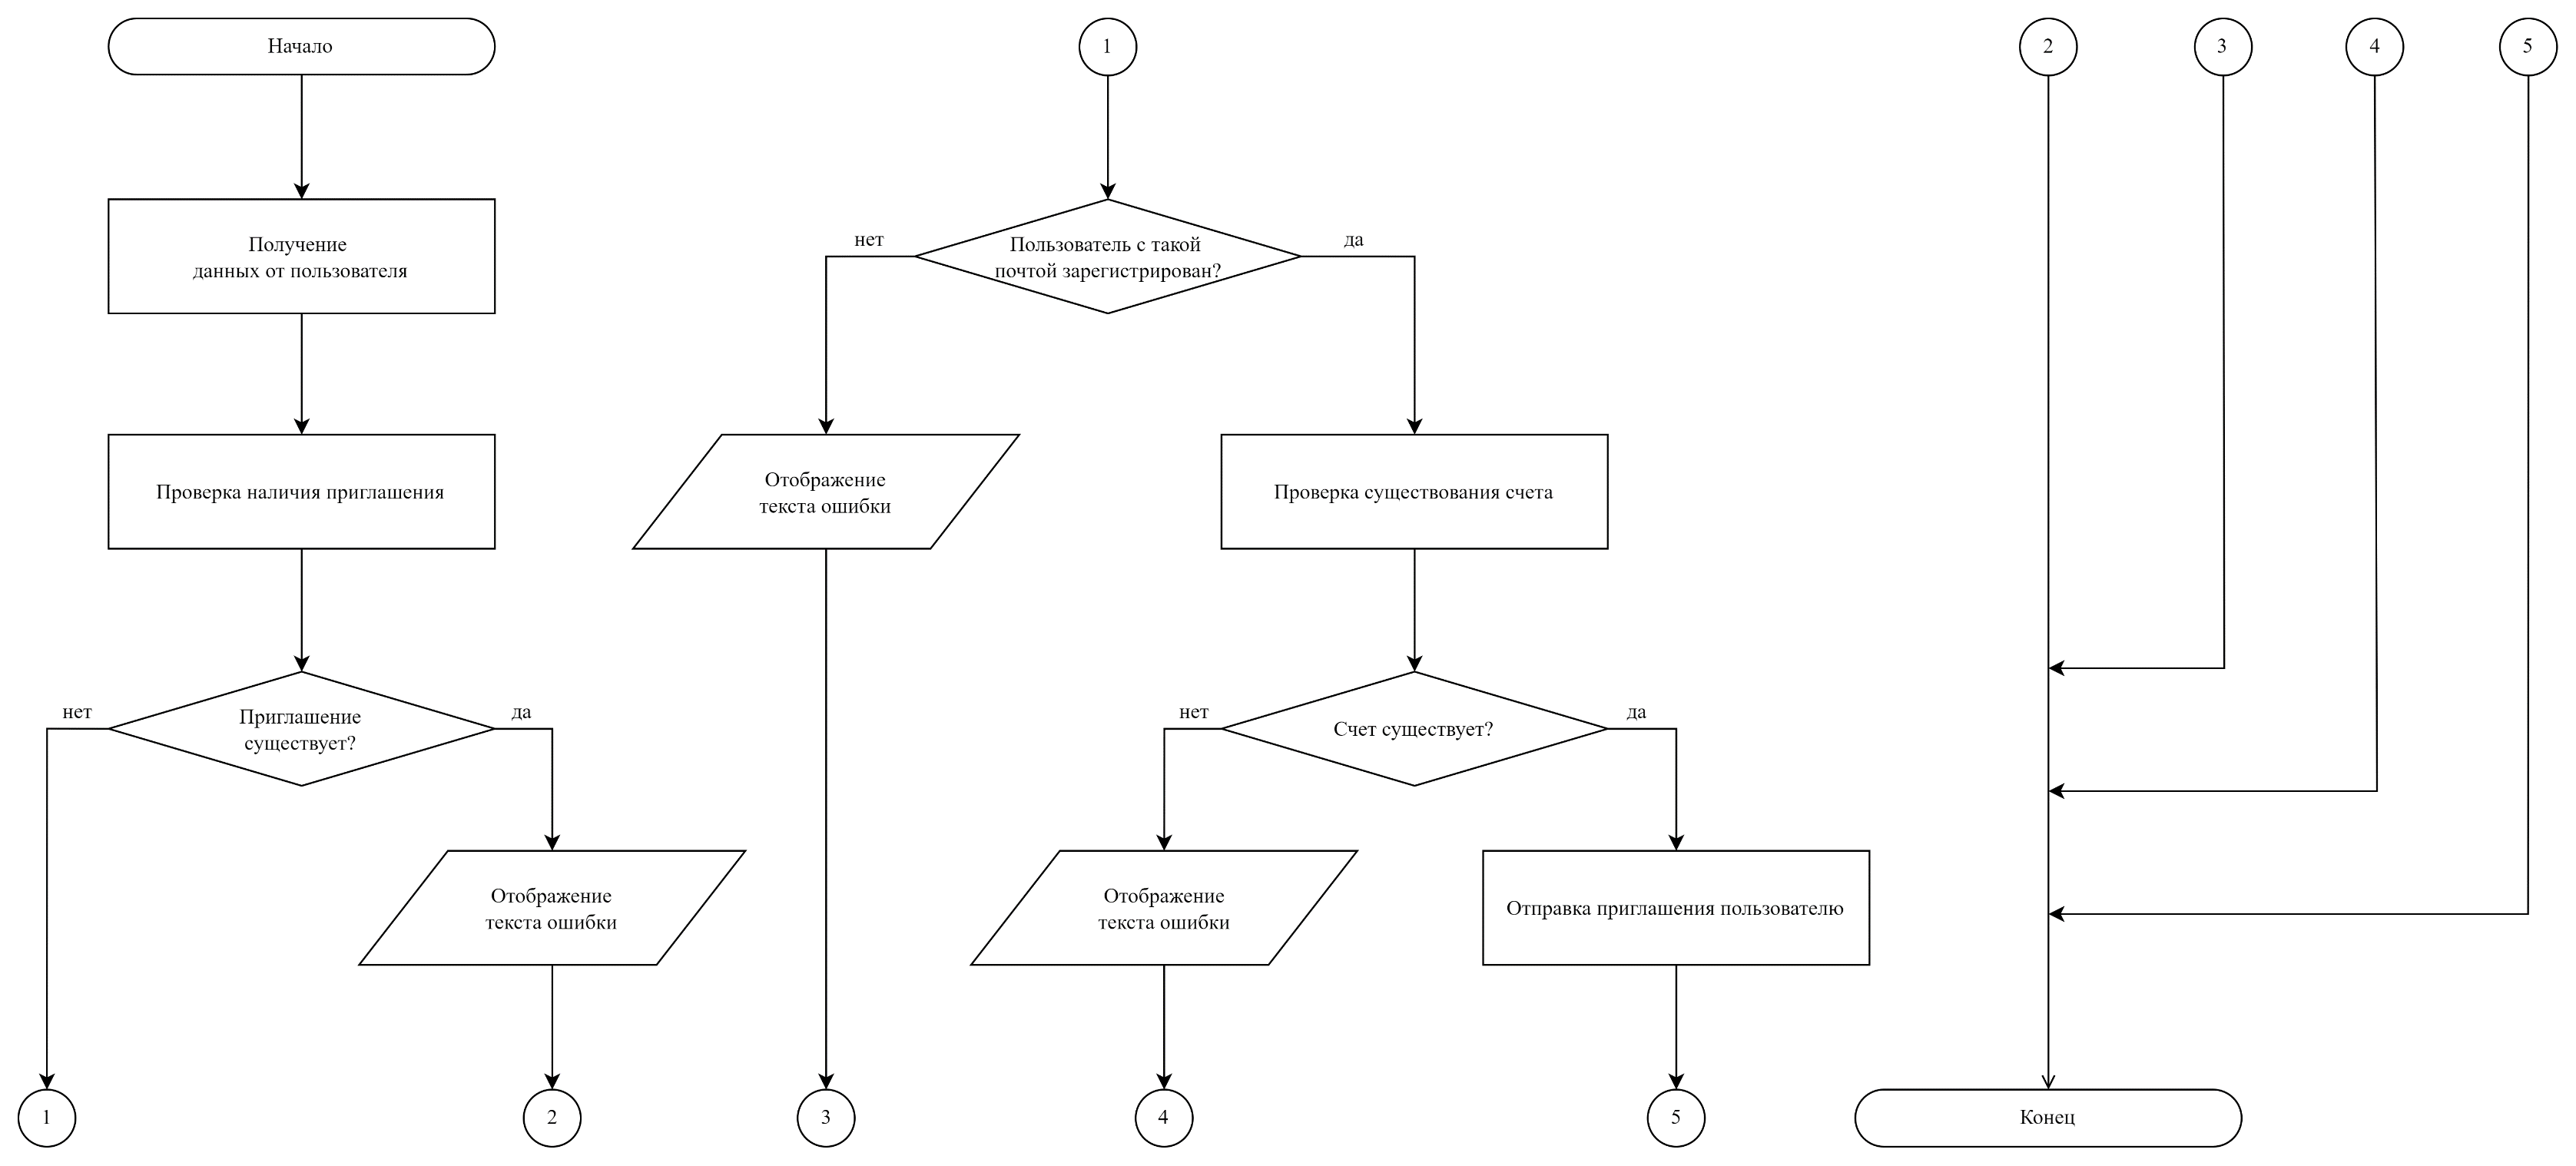 Начало
Получение
данных от пользователя
Проверка наличия приглашения
Приглашение
существует?
нет
да
Отображение
текста ошибки
1
2
1
Пользователь с такой
почтой зарегистрирован?
нет
да
Отображение
текста ошибки
Проверка существования счета
Счет существует?
нет
да
Отображение
текста ошибки
Отправка приглашения пользователю
3
4
5
2
3
4
5
Конец